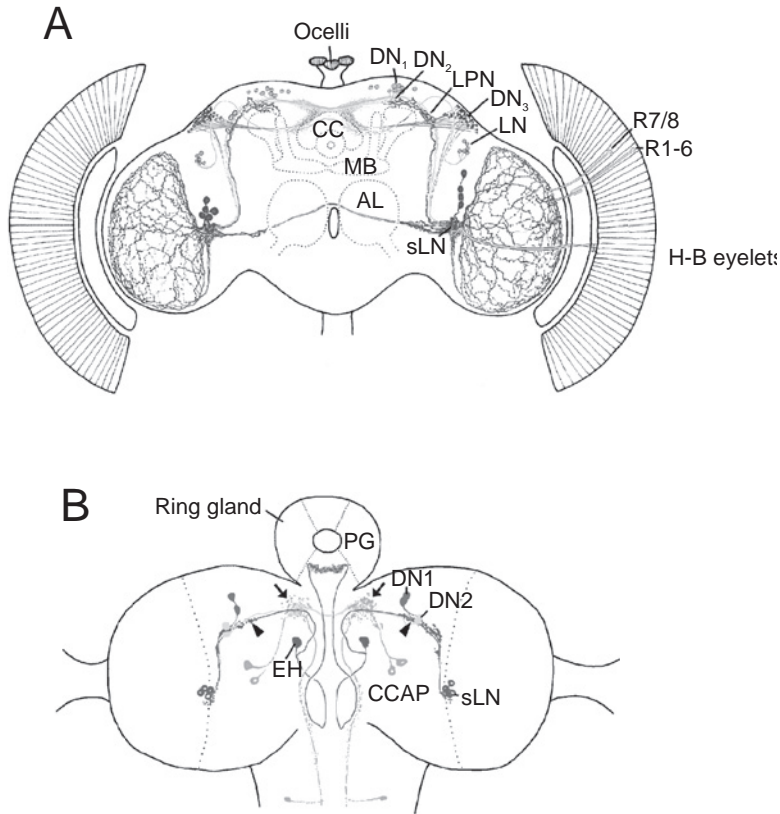 A
Ocelli
DN₁ DN₂
LPN
DN₃
LN
R7/8
R1-6
CC
MB
AL
sLN
H-B eyelets
B
Ring gland
PG
DN1
DN2
EH
CCAP
sLN